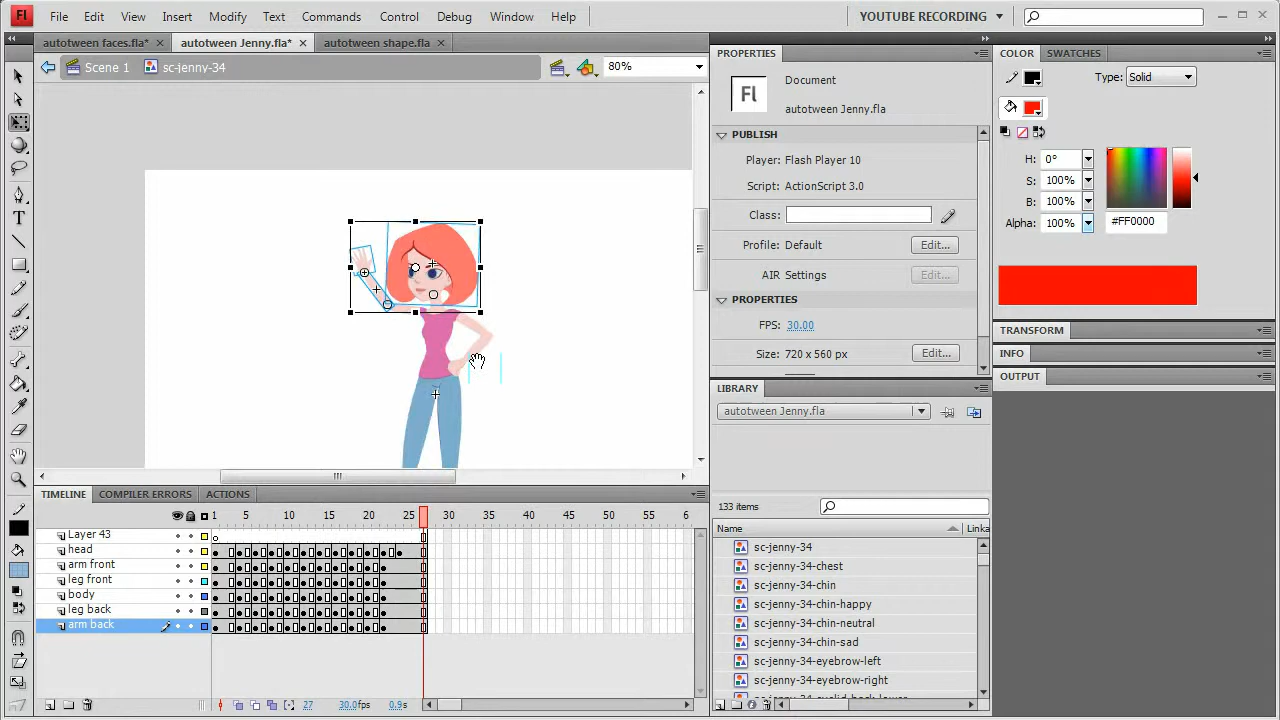 Fl File Edit View Insert Modify Text Commands Control Debug Window Help YOUTUBE RECORDING
autotween faces.fla* × autotween Jenny.fla* × autotween shape.fla ×
Scene 1 sc-jenny-34 80%
PROPERTIES
Fl
Document
autotween Jenny.fla
PUBLISH
Player: Flash Player 10
Script: ActionScript 3.0
Class:
Profile: Default Edit...
AIR Settings Edit...
PROPERTIES
FPS: 30.00
Size: 720 x 560 px Edit...
LIBRARY
autotween Jenny.fla
133 items
Name Linka
sc-jenny-34
sc-jenny-34-chest
sc-jenny-34-chin
sc-jenny-34-chin-happy
sc-jenny-34-chin-neutral
sc-jenny-34-chin-sad
sc-jenny-34-eyebrow-left
sc-jenny-34-eyebrow-right
sc-jenny-34-eyelid-back-lower
COLOR SWATCHES
Type: Solid
H: 0°
S: 100%
B: 100%
Alpha: 100% #FF0000
TRANSFORM
INFO
OUTPUT
TIMELINE COMPILER ERRORS ACTIONS
1 5 10 15 20 25 30 35 40 45 50 55 6
Layer 43
head
arm front
leg front
body
leg back
arm back
27 30.0fps 0.9s